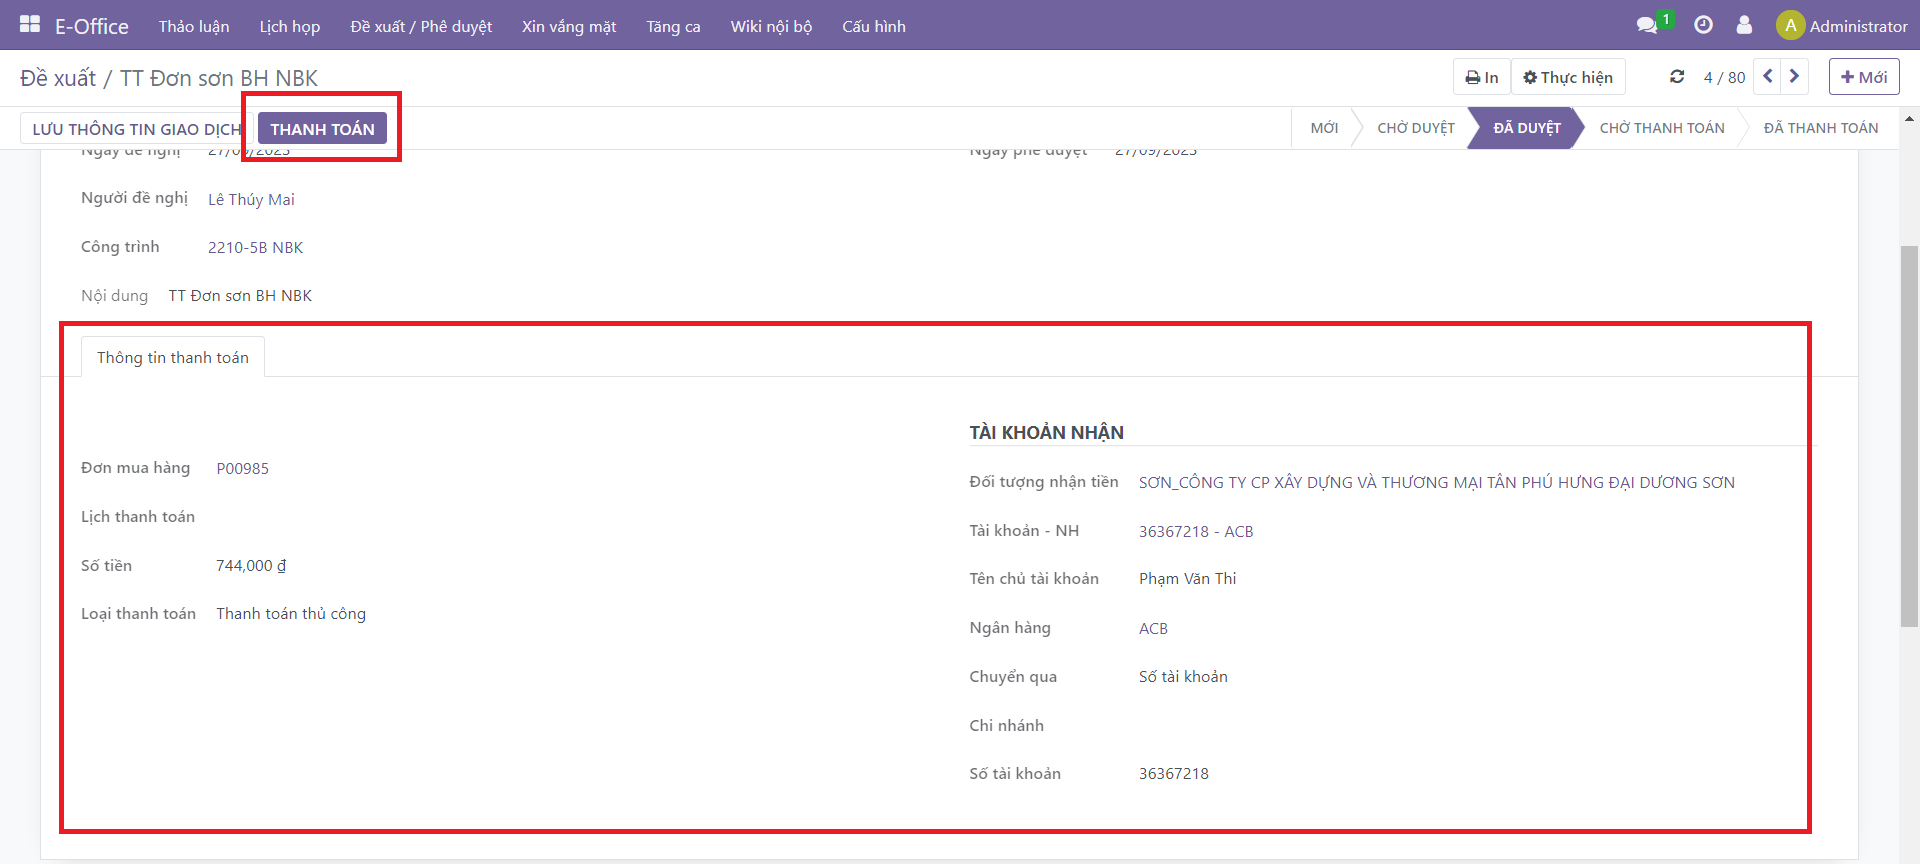 E-Office Thảo luận Lịch họp Đề xuất / Phê duyệt Xin vắng mặt Tăng ca Wiki nội bộ Cấu hình 1 A Administrator
Đề xuất / TT Đơn sơn BH NBK In Thực hiện 4 / 80 Mới
LƯU THÔNG TIN GIAO DỊCH THANH TOÁN MỚI CHỜ DUYỆT ĐÃ DUYỆT CHỜ THANH TOÁN ĐÃ THANH TOÁN
Ngày đề nghị 27/09/2023 Ngày phê duyệt 27/09/2023
Người đề nghị Lê Thúy Mai
Công trình 2210-5B NBK
Nội dung TT Đơn sơn BH NBK
Thông tin thanh toán
TÀI KHOẢN NHẬN
Đơn mua hàng P00985
Đối tượng nhận tiền SƠN_CÔNG TY CP XÂY DỰNG VÀ THƯƠNG MẠI TÂN PHÚ HƯNG ĐẠI DƯƠNG SƠN
Lịch thanh toán
Tài khoản - NH 36367218 - ACB
Số tiền 744,000 ₫
Tên chủ tài khoản Phạm Văn Thi
Loại thanh toán Thanh toán thủ công
Ngân hàng ACB
Chuyển qua Số tài khoản
Chi nhánh
Số tài khoản 36367218